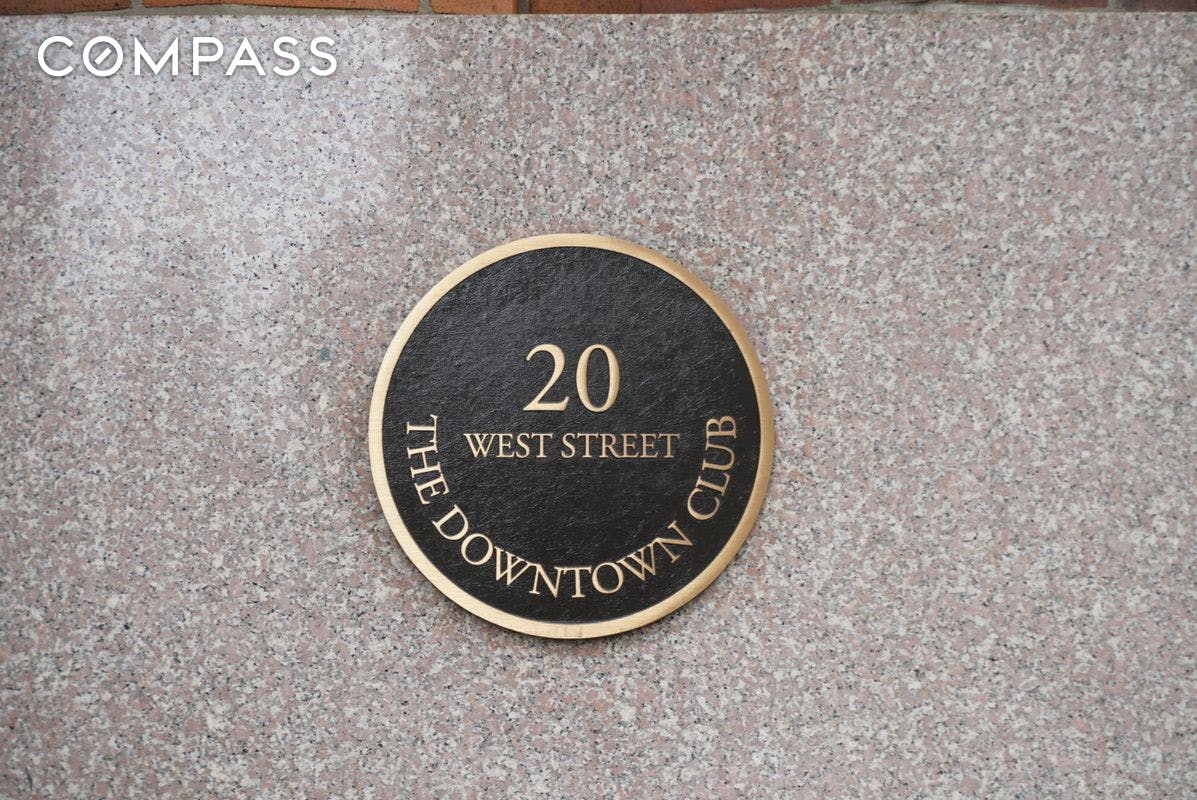 COMPASS
20
WEST STREET
THE DOWNTOWN CLUB